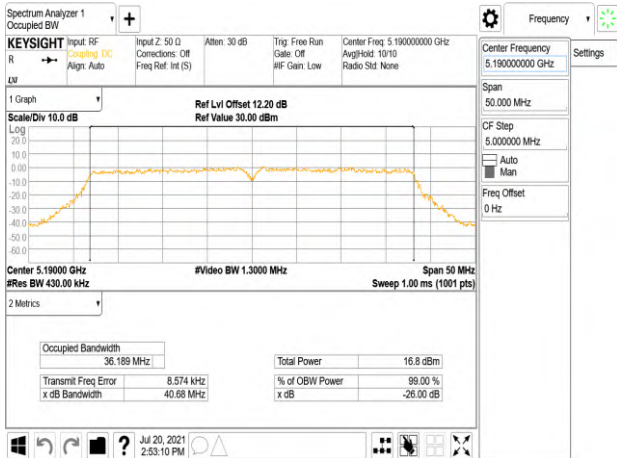 Spectrum Analyzer 1
Occupied BW
+
Frequency
KEYSIGHT
R
LXI
Input: RF
Coupling: DC
Align: Auto
Input Z: 50 Ω
Corrections: Off
Freq Ref: Int (S)
Atten: 30 dB
Trig: Free Run
Gate: Off
#IF Gain: Low
Center Freq: 5.190000000 GHz
Avg|Hold: 10/10
Radio Std: None
Center Frequency
5.190000000 GHz
Settings
Span
50.000 MHz
CF Step
5.000000 MHz
Auto
Man
Freq Offset
0 Hz
1 Graph
Scale/Div 10.0 dB
Ref Lvl Offset 12.20 dB
Ref Value 30.00 dBm
Log
20.0
10.0
0.00
-10.0
-20.0
-30.0
-40.0
-50.0
-60.0
Center 5.19000 GHz
#Video BW 1.3000 MHz
Span 50 MHz
#Res BW 430.00 kHz
Sweep 1.00 ms (1001 pts)
2 Metrics
Occupied Bandwidth
36.189 MHz
Total Power 16.8 dBm
Transmit Freq Error 8.574 kHz
% of OBW Power 99.00 %
x dB Bandwidth 40.68 MHz
x dB -26.00 dB
?
Jul 20, 2021
2:53:10 PM